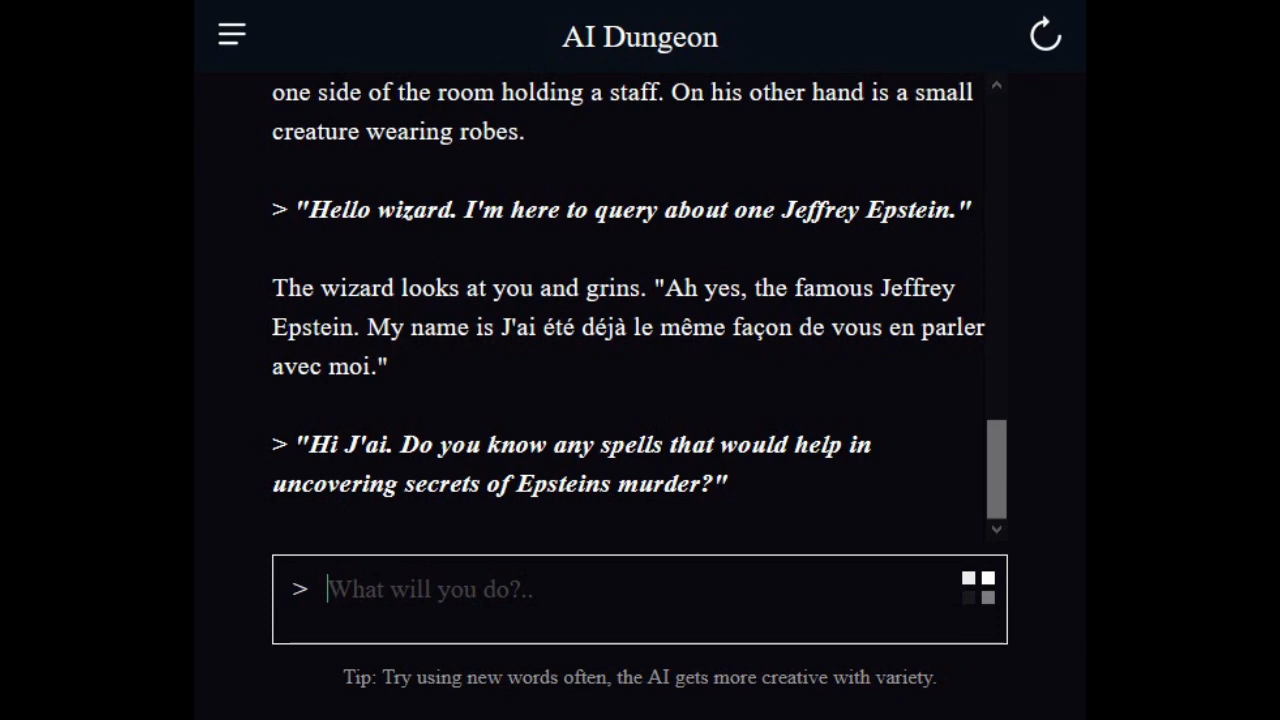 AI Dungeon
one side of the room holding a staff. On his other hand is a small
creature wearing robes.
> "Hello wizard. I'm here to query about one Jeffrey Epstein."
The wizard looks at you and grins. "Ah yes, the famous Jeffrey
Epstein. My name is J'ai été déjà le même façon de vous en parler
avec moi."
> "Hi J'ai. Do you know any spells that would help in
uncovering secrets of Epsteins murder?"
> What will you do?..
Tip: Try using new words often, the AI gets more creative with variety.